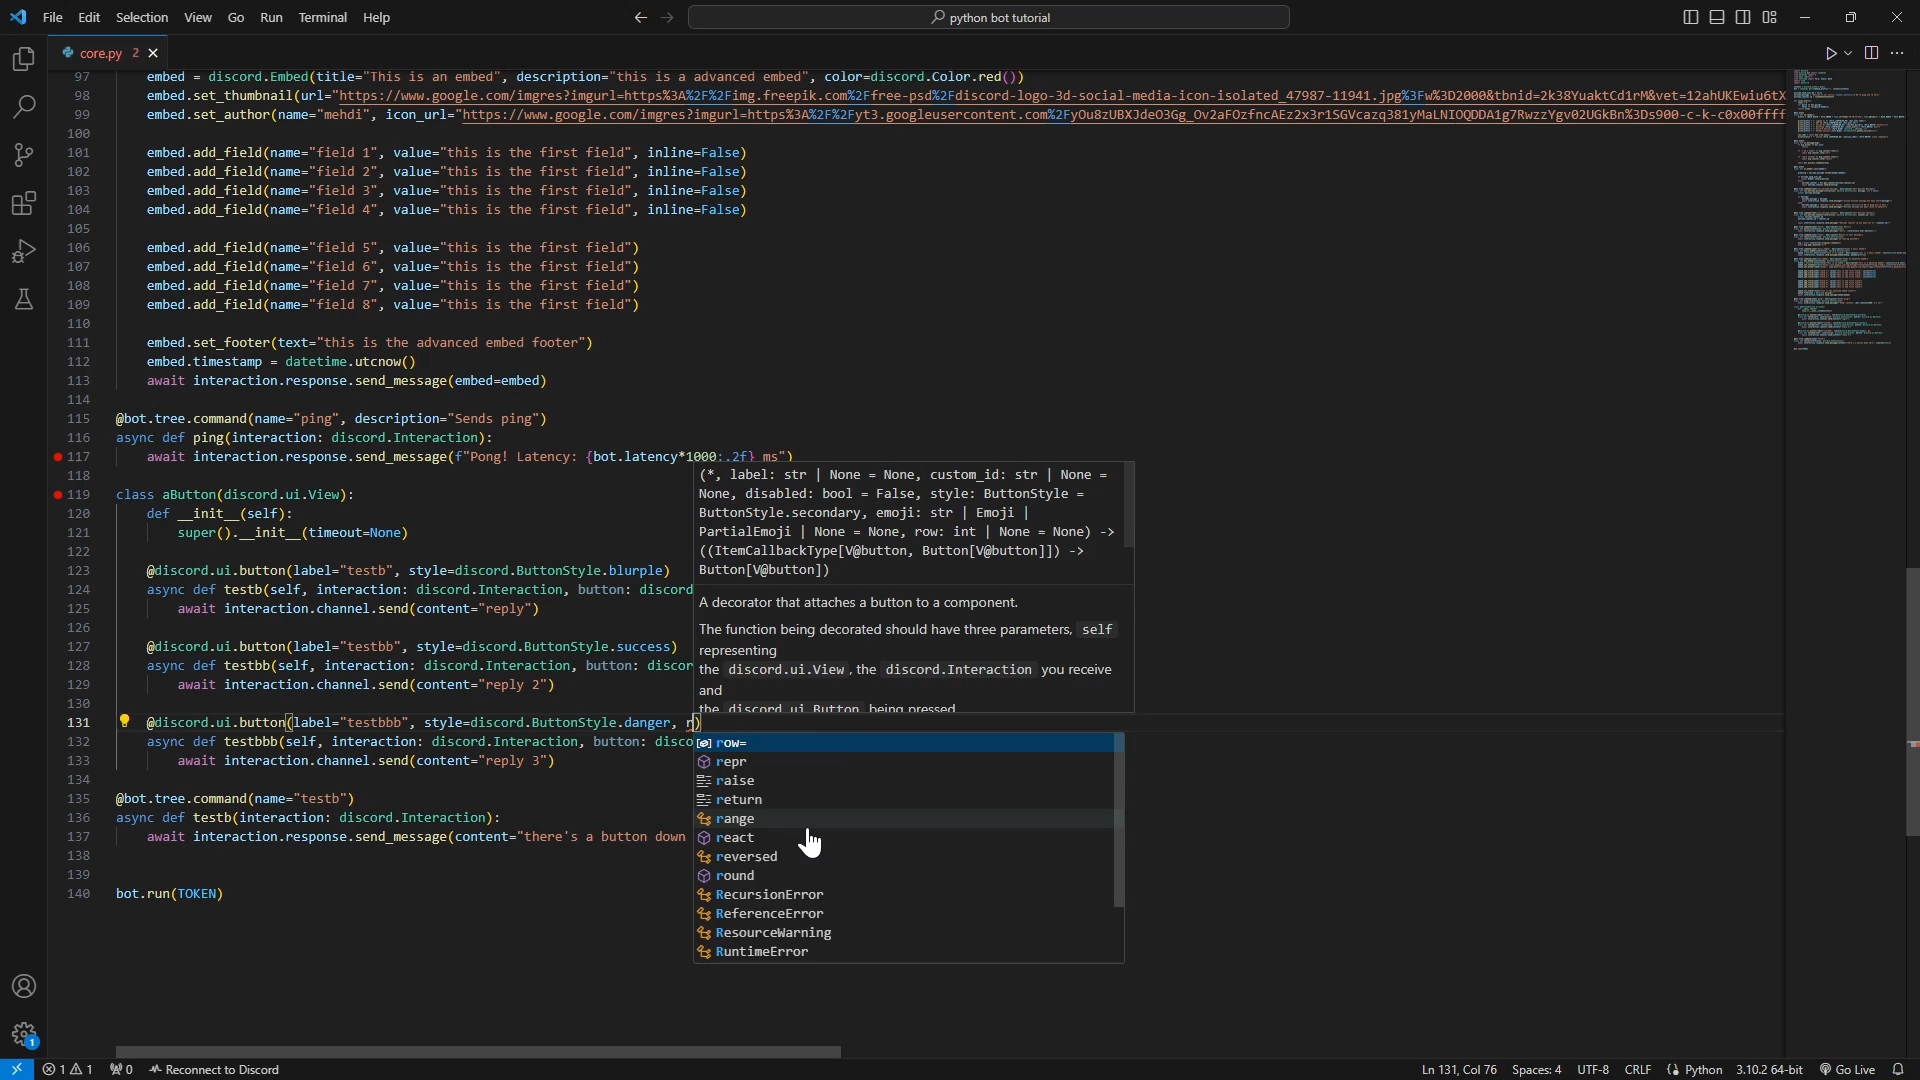 File Edit Selection View Go Run Terminal Help
python bot tutorial
core.py 2
97 embed = discord.Embed(title="This is an embed", description="this is a advanced embed", color=discord.Color.red())
98 embed.set_thumbnail(url="https://www.google.com/imgres?imgurl=https%3A%2F%2Fimg.freepik.com%2Ffree-psd%2Fdiscord-logo-3d-social-media-icon-isolated_47987-11941.jpg%3Fw%3D2000&tbnid=2k38YuaktCd1rM&vet=12ahUKEwiu6tX
99 embed.set_author(name="mehdi", icon_url="https://www.google.com/imgres?imgurl=https%3A%2F%2Fyt3.googleusercontent.com%2FyOu8zUBXJdeO3Gg_Ov2aFOzfncAEz2x3r1SGVcazq381yMaLNIOQDDA1g7RwzzYgv02UGkBn%3Ds900-c-k-c0x00ffff
100
101 embed.add_field(name="field 1", value="this is the first field", inline=False)
102 embed.add_field(name="field 2", value="this is the first field", inline=False)
103 embed.add_field(name="field 3", value="this is the first field", inline=False)
104 embed.add_field(name="field 4", value="this is the first field", inline=False)
105
106 embed.add_field(name="field 5", value="this is the first field")
107 embed.add_field(name="field 6", value="this is the first field")
108 embed.add_field(name="field 7", value="this is the first field")
109 embed.add_field(name="field 8", value="this is the first field")
110
111 embed.set_footer(text="this is the advanced embed footer")
112 embed.timestamp = datetime.utcnow()
113 await interaction.response.send_message(embed=embed)
114
115 @bot.tree.command(name="ping", description="Sends ping")
116 async def ping(interaction: discord.Interaction):
117 await interaction.response.send_message(f"Pong! Latency: {bot.latency*1000:.2f} ms")
118
119 class aButton(discord.ui.View):
120 def __init__(self):
121 super().__init__(timeout=None)
122
123 @discord.ui.button(label="testb", style=discord.ButtonStyle.blurple)
124 async def testb(self, interaction: discord.Interaction, button: discord
125 await interaction.channel.send(content="reply")
126
127 @discord.ui.button(label="testbb", style=discord.ButtonStyle.success)
128 async def testbb(self, interaction: discord.Interaction, button: discor
129 await interaction.channel.send(content="reply 2")
130
131 @discord.ui.button(label="testbbb", style=discord.ButtonStyle.danger, r)
132 async def testbbb(self, interaction: discord.Interaction, button: disco
133 await interaction.channel.send(content="reply 3")
134
135 @bot.tree.command(name="testb")
136 async def testb(interaction: discord.Interaction):
137 await interaction.response.send_message(content="there's a button down
138
139
140 bot.run(TOKEN)
(*, label: str | None = None, custom_id: str | None =
None, disabled: bool = False, style: ButtonStyle =
ButtonStyle.secondary, emoji: str | Emoji |
PartialEmoji | None = None, row: int | None = None) ->
((ItemCallbackType[V@button, Button[V@button]]) ->
Button[V@button])
A decorator that attaches a button to a component.
The function being decorated should have three parameters, self
representing
the discord.ui.View, the discord.Interaction you receive
and
the discord.ui.Button being pressed
row=
repr
raise
return
range
react
reversed
round
RecursionError
ReferenceError
ResourceWarning
RuntimeError
1
1 1 0 Reconnect to Discord Ln 131, Col 76 Spaces: 4 UTF-8 CRLF Python 3.10.2 64-bit Go Live